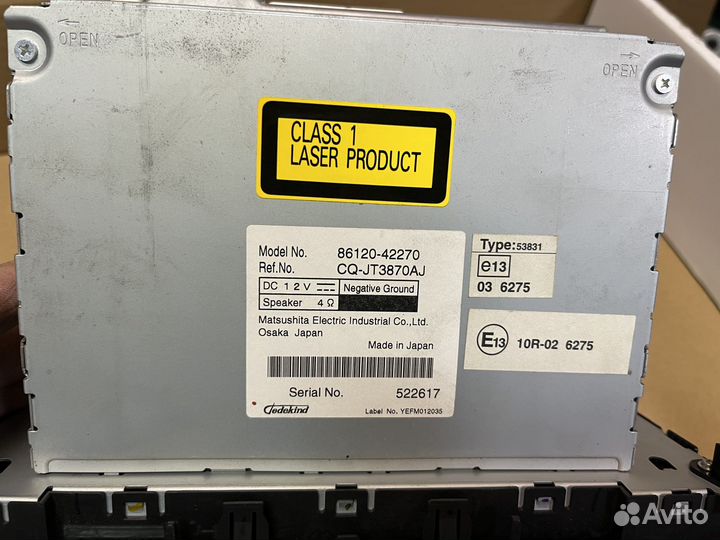 ← OPEN
→ OPEN
CLASS 1
LASER PRODUCT
Model No. 86120-42270
Ref.No. CQ-JT3870AJ
DC 12V Negative Ground
Speaker 4Ω
Matsushita Electric Industrial Co.,Ltd.
Osaka Japan
Made in Japan
Serial No. 522617
Label No. YEFM012035
Type:53831
e13
03 6275
E13 10R-02 6275
Avito